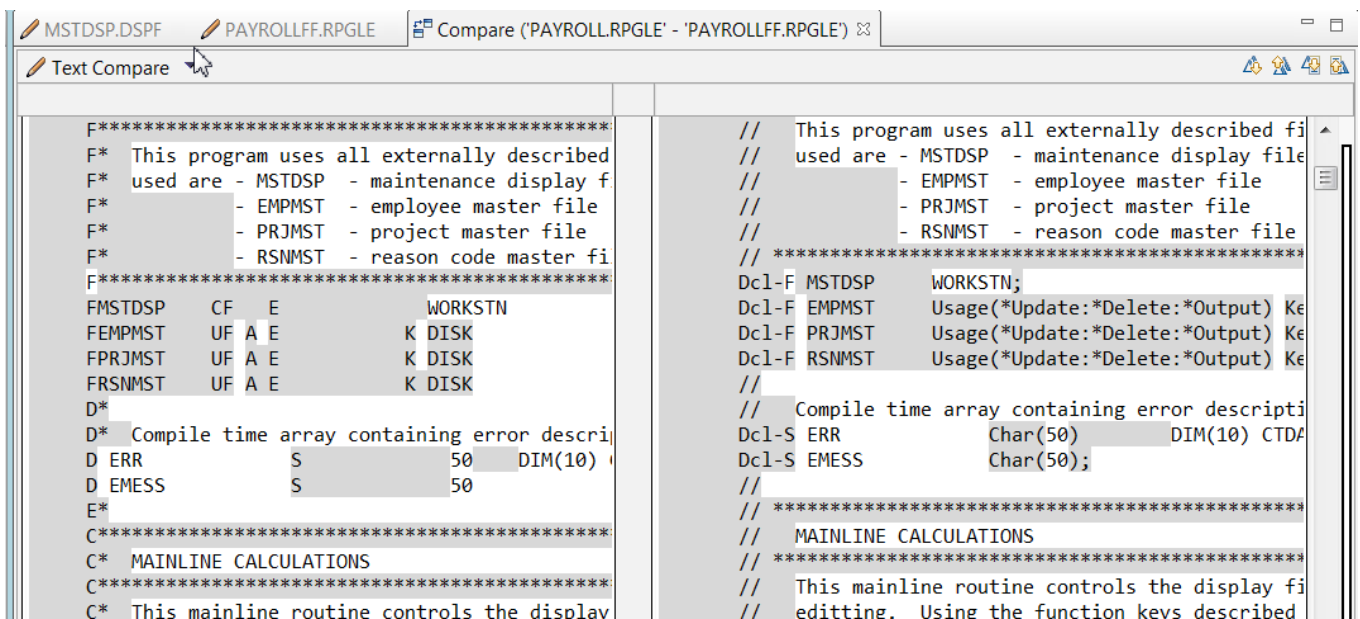 MSTDSP.DSPF
PAYROLLFF.RPGLE
Compare ('PAYROLL.RPGLE' - 'PAYROLLFF.RPGLE')
Text Compare
F*********************************************
F*  This program uses all externally described
F*  used are - MSTDSP  - maintenance display f
F*           - EMPMST  - employee master file
F*           - PRJMST  - project master file
F*           - RSNMST  - reason code master fi
F*********************************************
FMSTDSP    CF   E             WORKSTN
FEMPMST    UF A E           K DISK
FPRJMST    UF A E           K DISK
FRSNMST    UF A E           K DISK
D*
D*  Compile time array containing error descrip
D ERR             S             50    DIM(10) C
D EMESS           S             50
E*
C*********************************************
C*  MAINLINE CALCULATIONS
C*********************************************
C*  This mainline routine controls the display
//   This program uses all externally described fi
//   used are - MSTDSP  - maintenance display file
//            - EMPMST  - employee master file
//            - PRJMST  - project master file
//            - RSNMST  - reason code master file
// ***********************************************
Dcl-F MSTDSP     WORKSTN;
Dcl-F EMPMST     Usage(*Update:*Delete:*Output) Ke
Dcl-F PRJMST     Usage(*Update:*Delete:*Output) Ke
Dcl-F RSNMST     Usage(*Update:*Delete:*Output) Ke
//
//   Compile time array containing error descripti
Dcl-S ERR             Char(50)        DIM(10) CTDA
Dcl-S EMESS           Char(50);
//
// ***********************************************
//   MAINLINE CALCULATIONS
// ***********************************************
//   This mainline routine controls the display fi
//   editting.  Using the function keys described